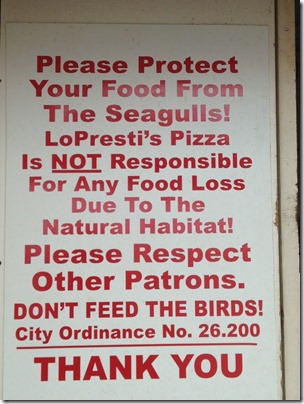 Please Protect
Your Food From
The Seagulls!
LoPresti's Pizza
Is NOT Responsible
For Any Food Loss
Due To The
Natural Habitat!
Please Respect
Other Patrons.
DON'T FEED THE BIRDS!
City Ordinance No. 26.200
THANK YOU